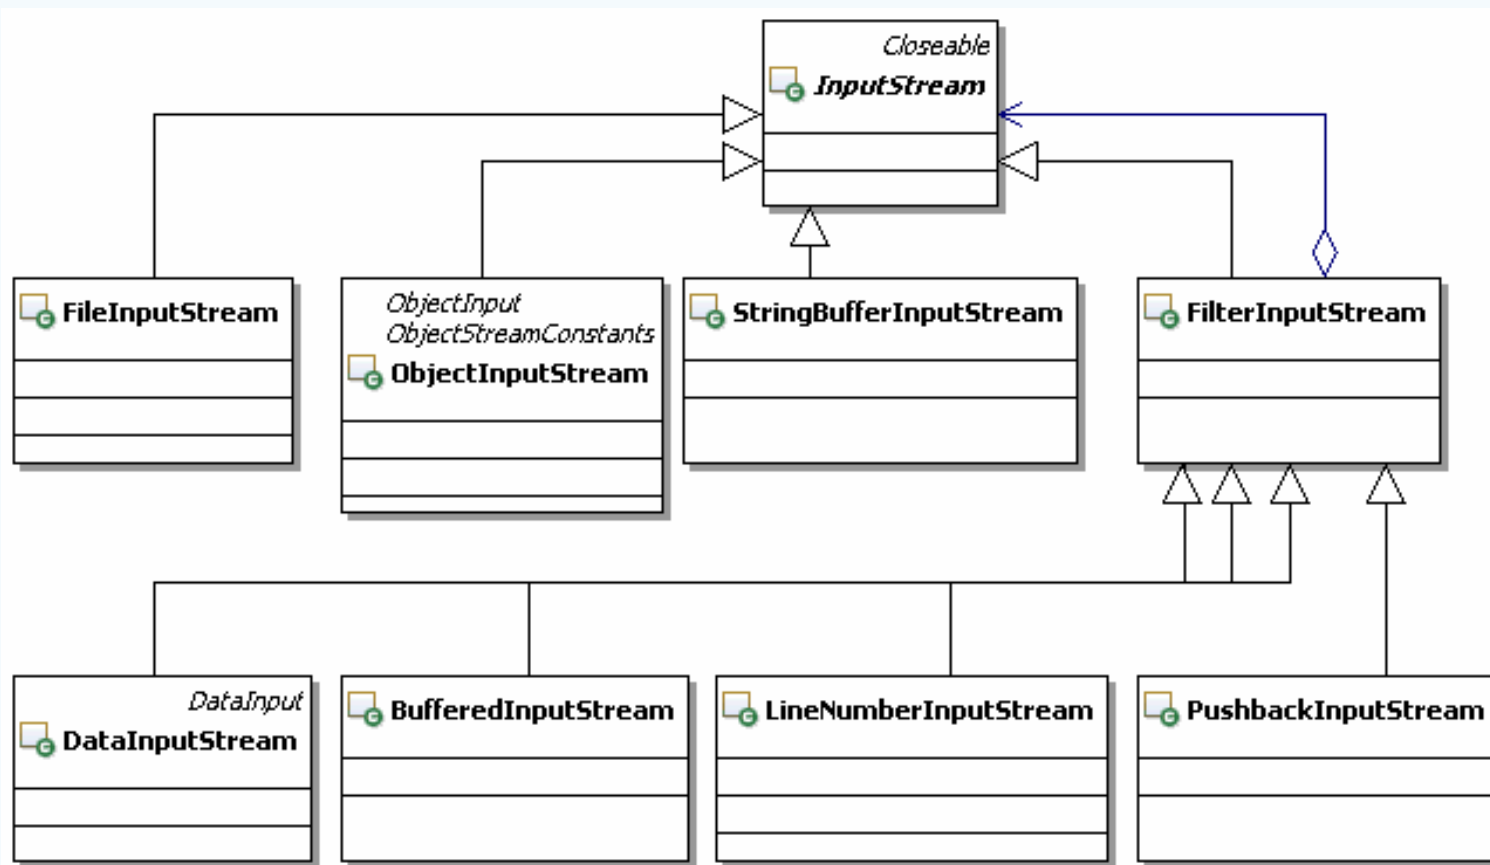 Closeable
InputStream
FileInputStream
ObjectInput
ObjectStreamConstants
ObjectInputStream
StringBufferInputStream
FilterInputStream
DataInput
DataInputStream
BufferedInputStream
LineNumberInputStream
PushbackInputStream